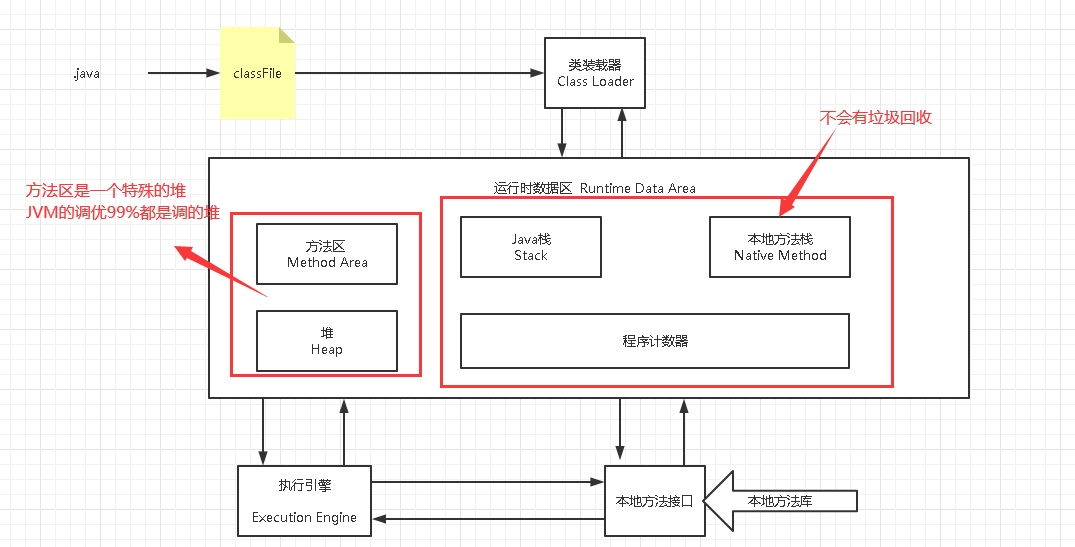 .java
classFile
类装载器
Class Loader
不会有垃圾回收
运行时数据区 Runtime Data Area
方法区是一个特殊的堆
JVM的调优99%都是调的堆
方法区
Method Area
Java栈
Stack
本地方法栈
Native Method
堆
Heap
程序计数器
执行引擎
Execution Engine
本地方法接口
本地方法库